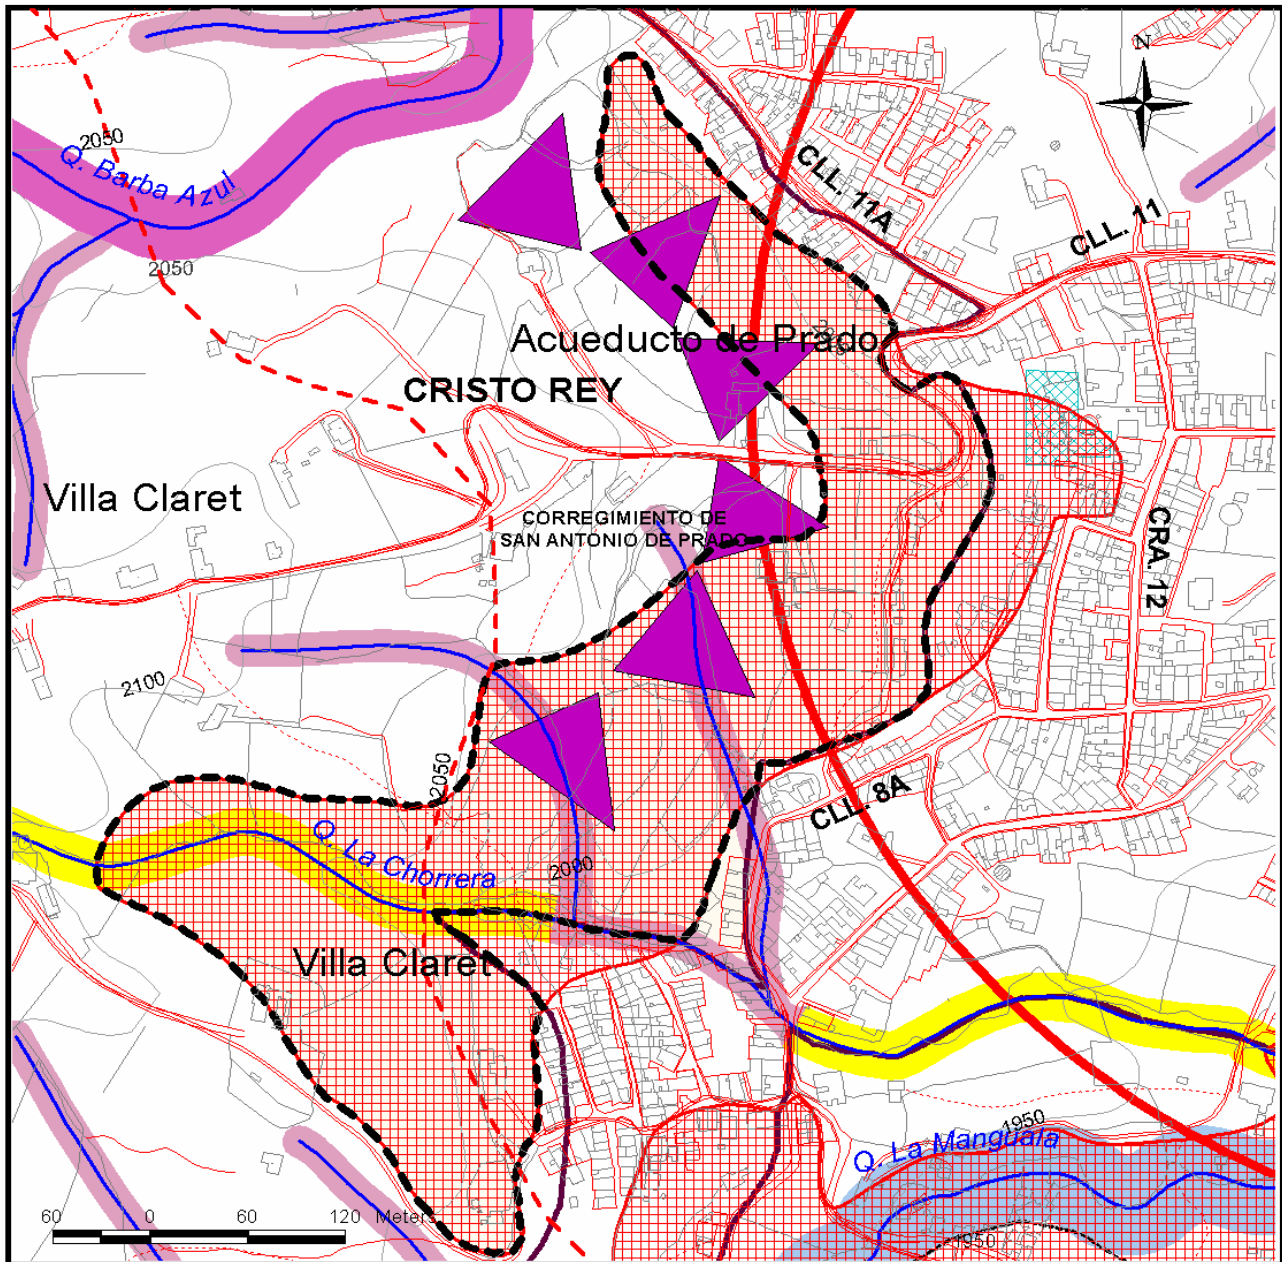 N
2050
Q. Barba Azul
2050
CLL. 11A
CLL. 11
Acueducto de Prado
CRISTO REY
Villa Claret
CORREGIMIENTO DE
SAN ANTONIO DE PRADO
CRA. 12
2100
2050
CLL. 8A
Q. La Chorrera
2000
Villa Claret
1950
Q. La Manguala
1950
60 0 60 120 Meters